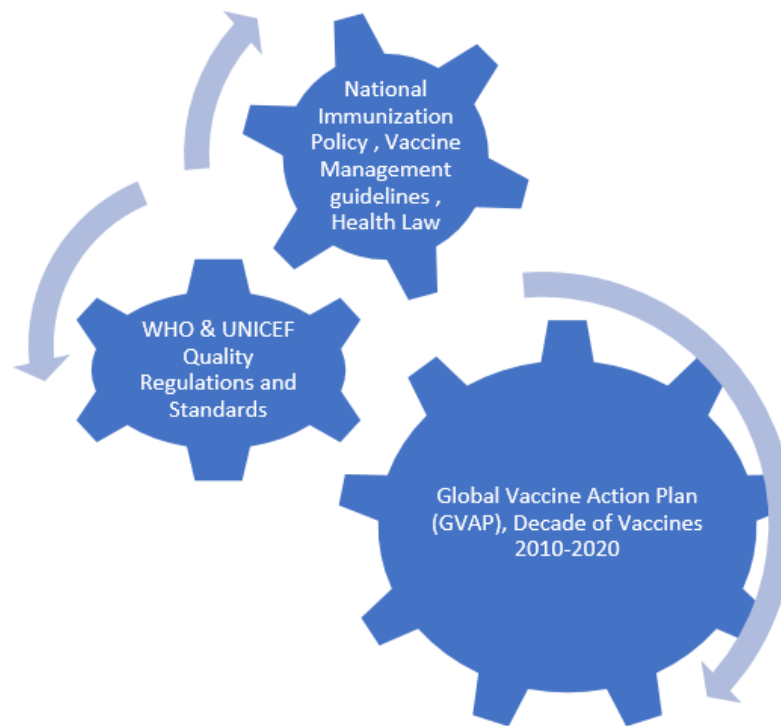 National
Immunization
Policy , Vaccine
Management
guidelines ,
Health Law
WHO & UNICEF
Quality
Regulations and
Standards
Global Vaccine Action Plan
(GVAP), Decade of Vaccines
2010-2020